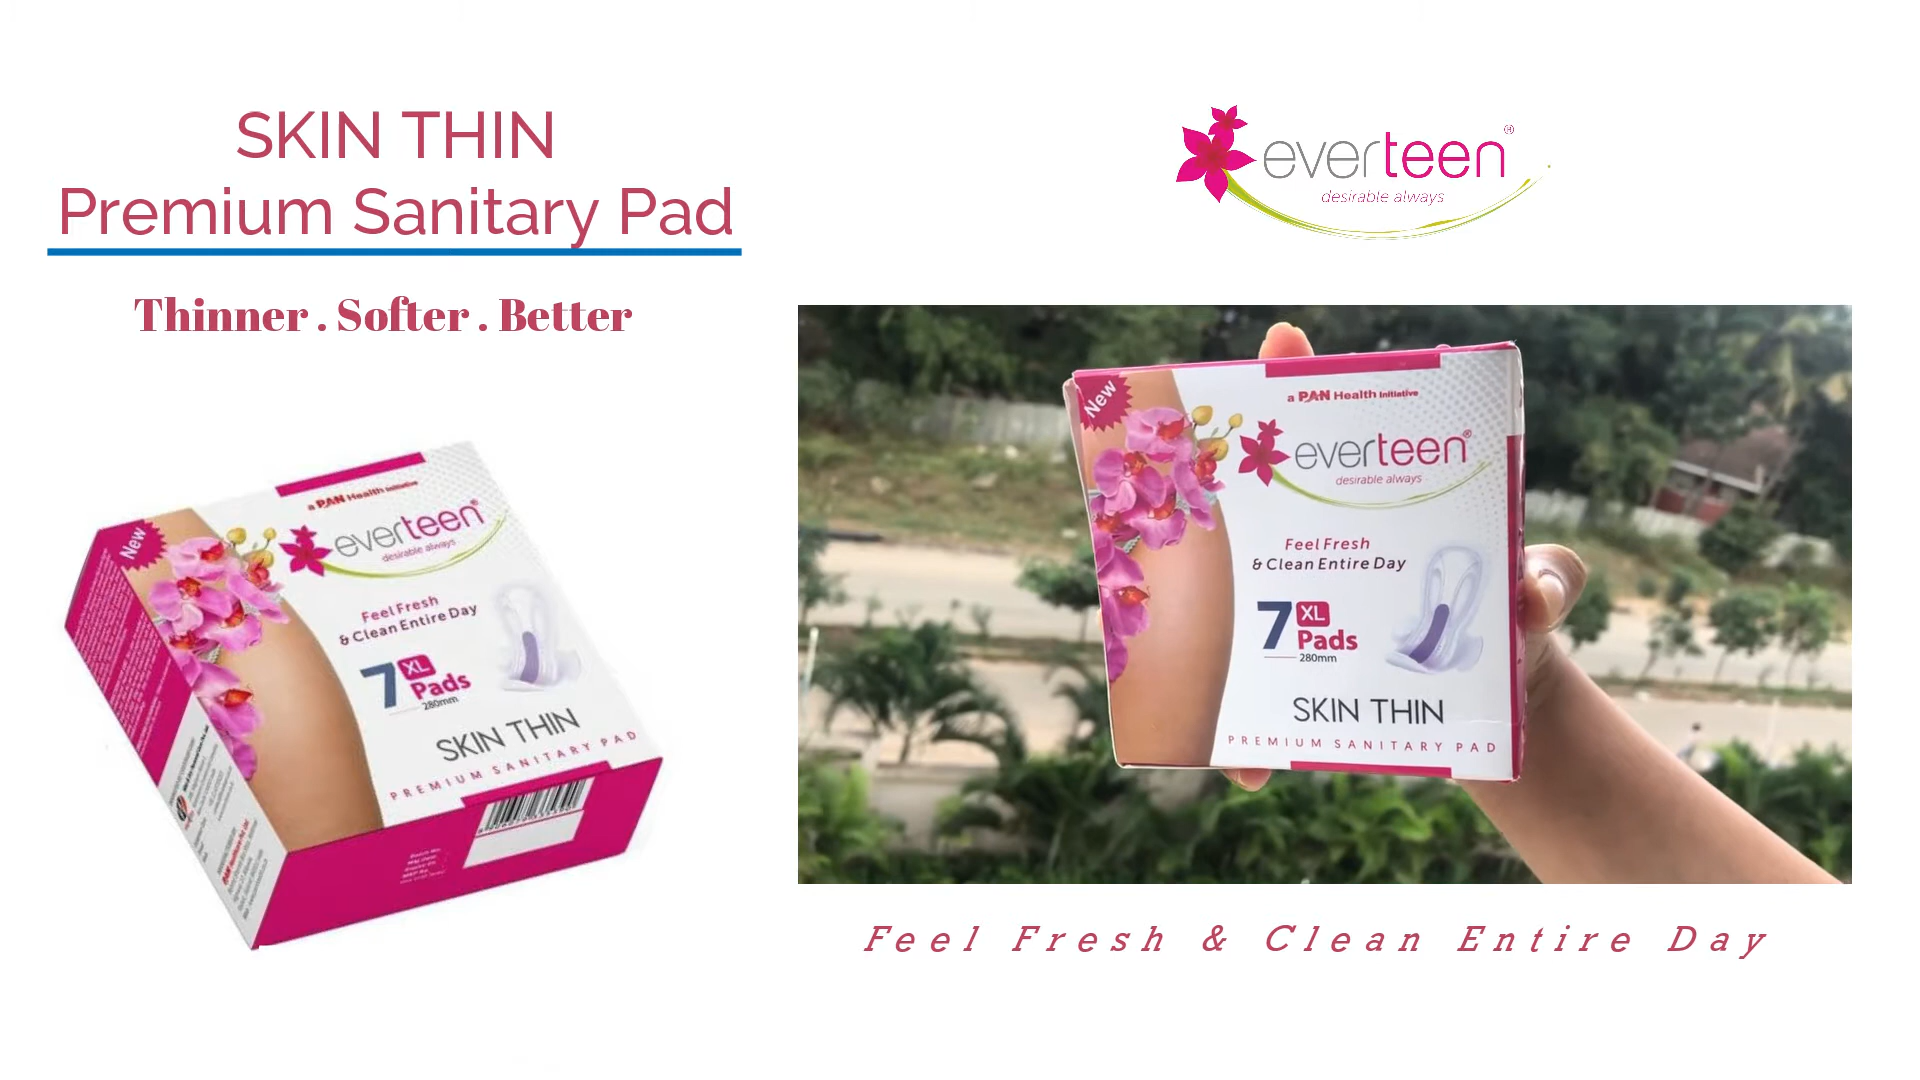 SKIN THIN
Premium Sanitary Pad
Thinner . Softer . Better
everteen®
desirable always
New
a PAN Health Initiative
everteen®
desirable always
Feel Fresh
& Clean Entire Day
7 XL
Pads
280mm
SKIN THIN
PREMIUM SANITARY PAD
New
a PAN Health Initiative
everteen®
desirable always
Feel Fresh
& Clean Entire Day
7 XL
Pads
280mm
SKIN THIN
PREMIUM SANITARY PAD
Feel Fresh & Clean Entire Day